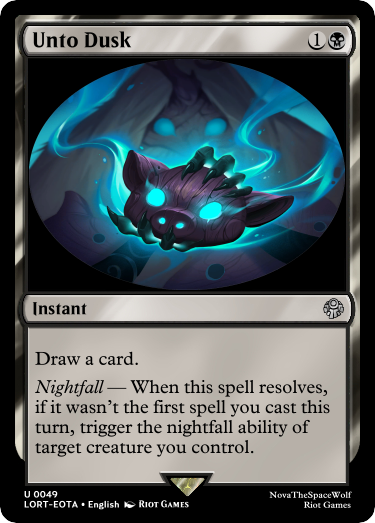 Unto Dusk 1
Instant
Draw a card.
Nightfall — When this spell resolves,
if it wasn't the first spell you cast this
turn, trigger the nightfall ability of
target creature you control.
U 0049
LORT-EOTA • English Riot Games
NovaTheSpaceWolf
Riot Games